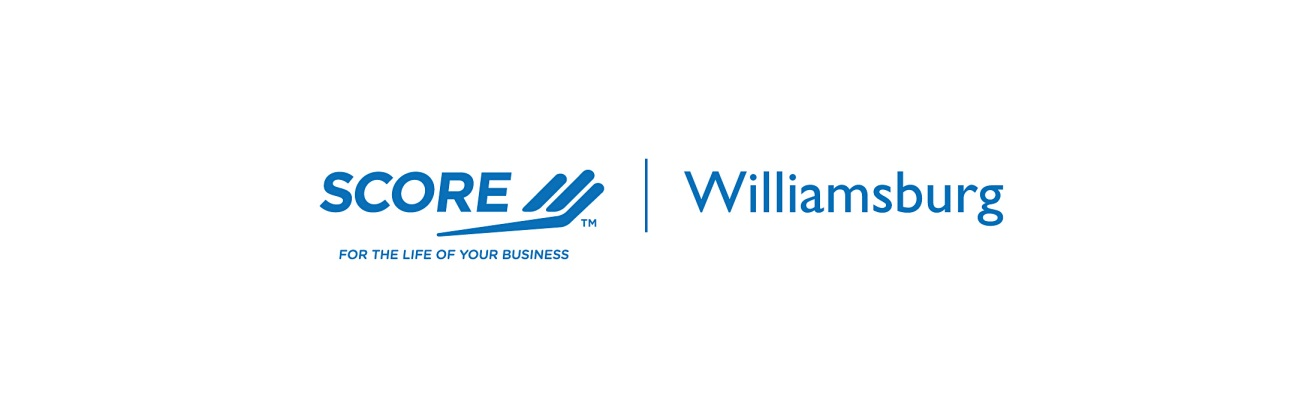 SCORE
TM
FOR THE LIFE OF YOUR BUSINESS
Williamsburg